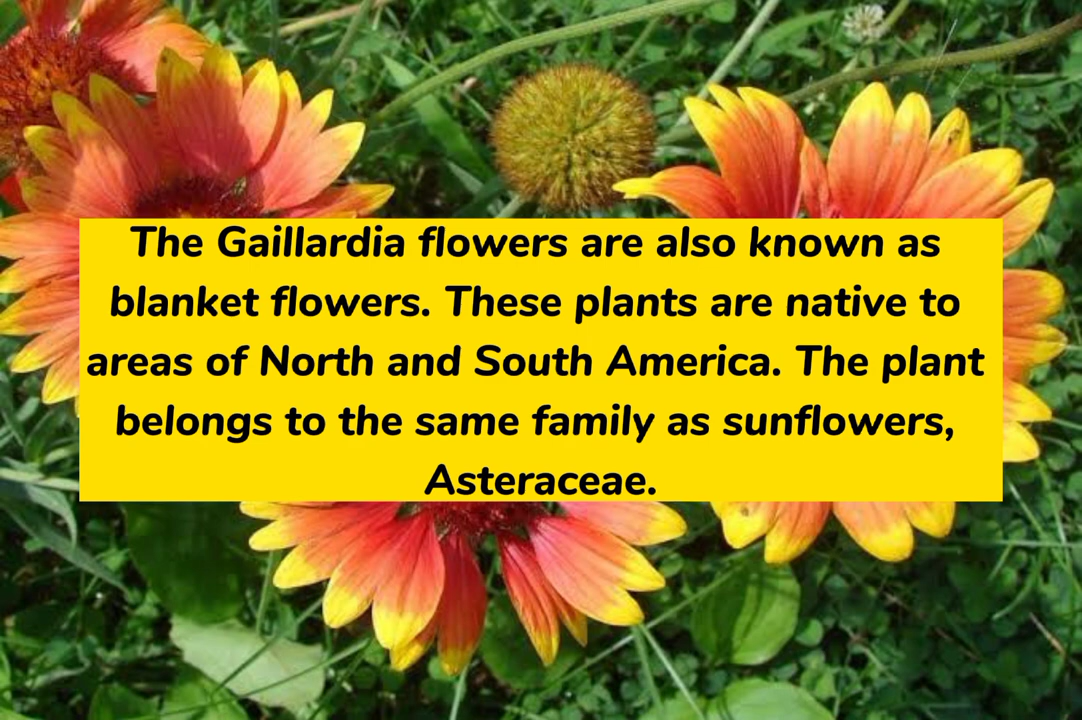 The Gaillardia flowers are also known as
blanket flowers. These plants are native to
areas of North and South America. The plant
belongs to the same family as sunflowers,
Asteraceae.